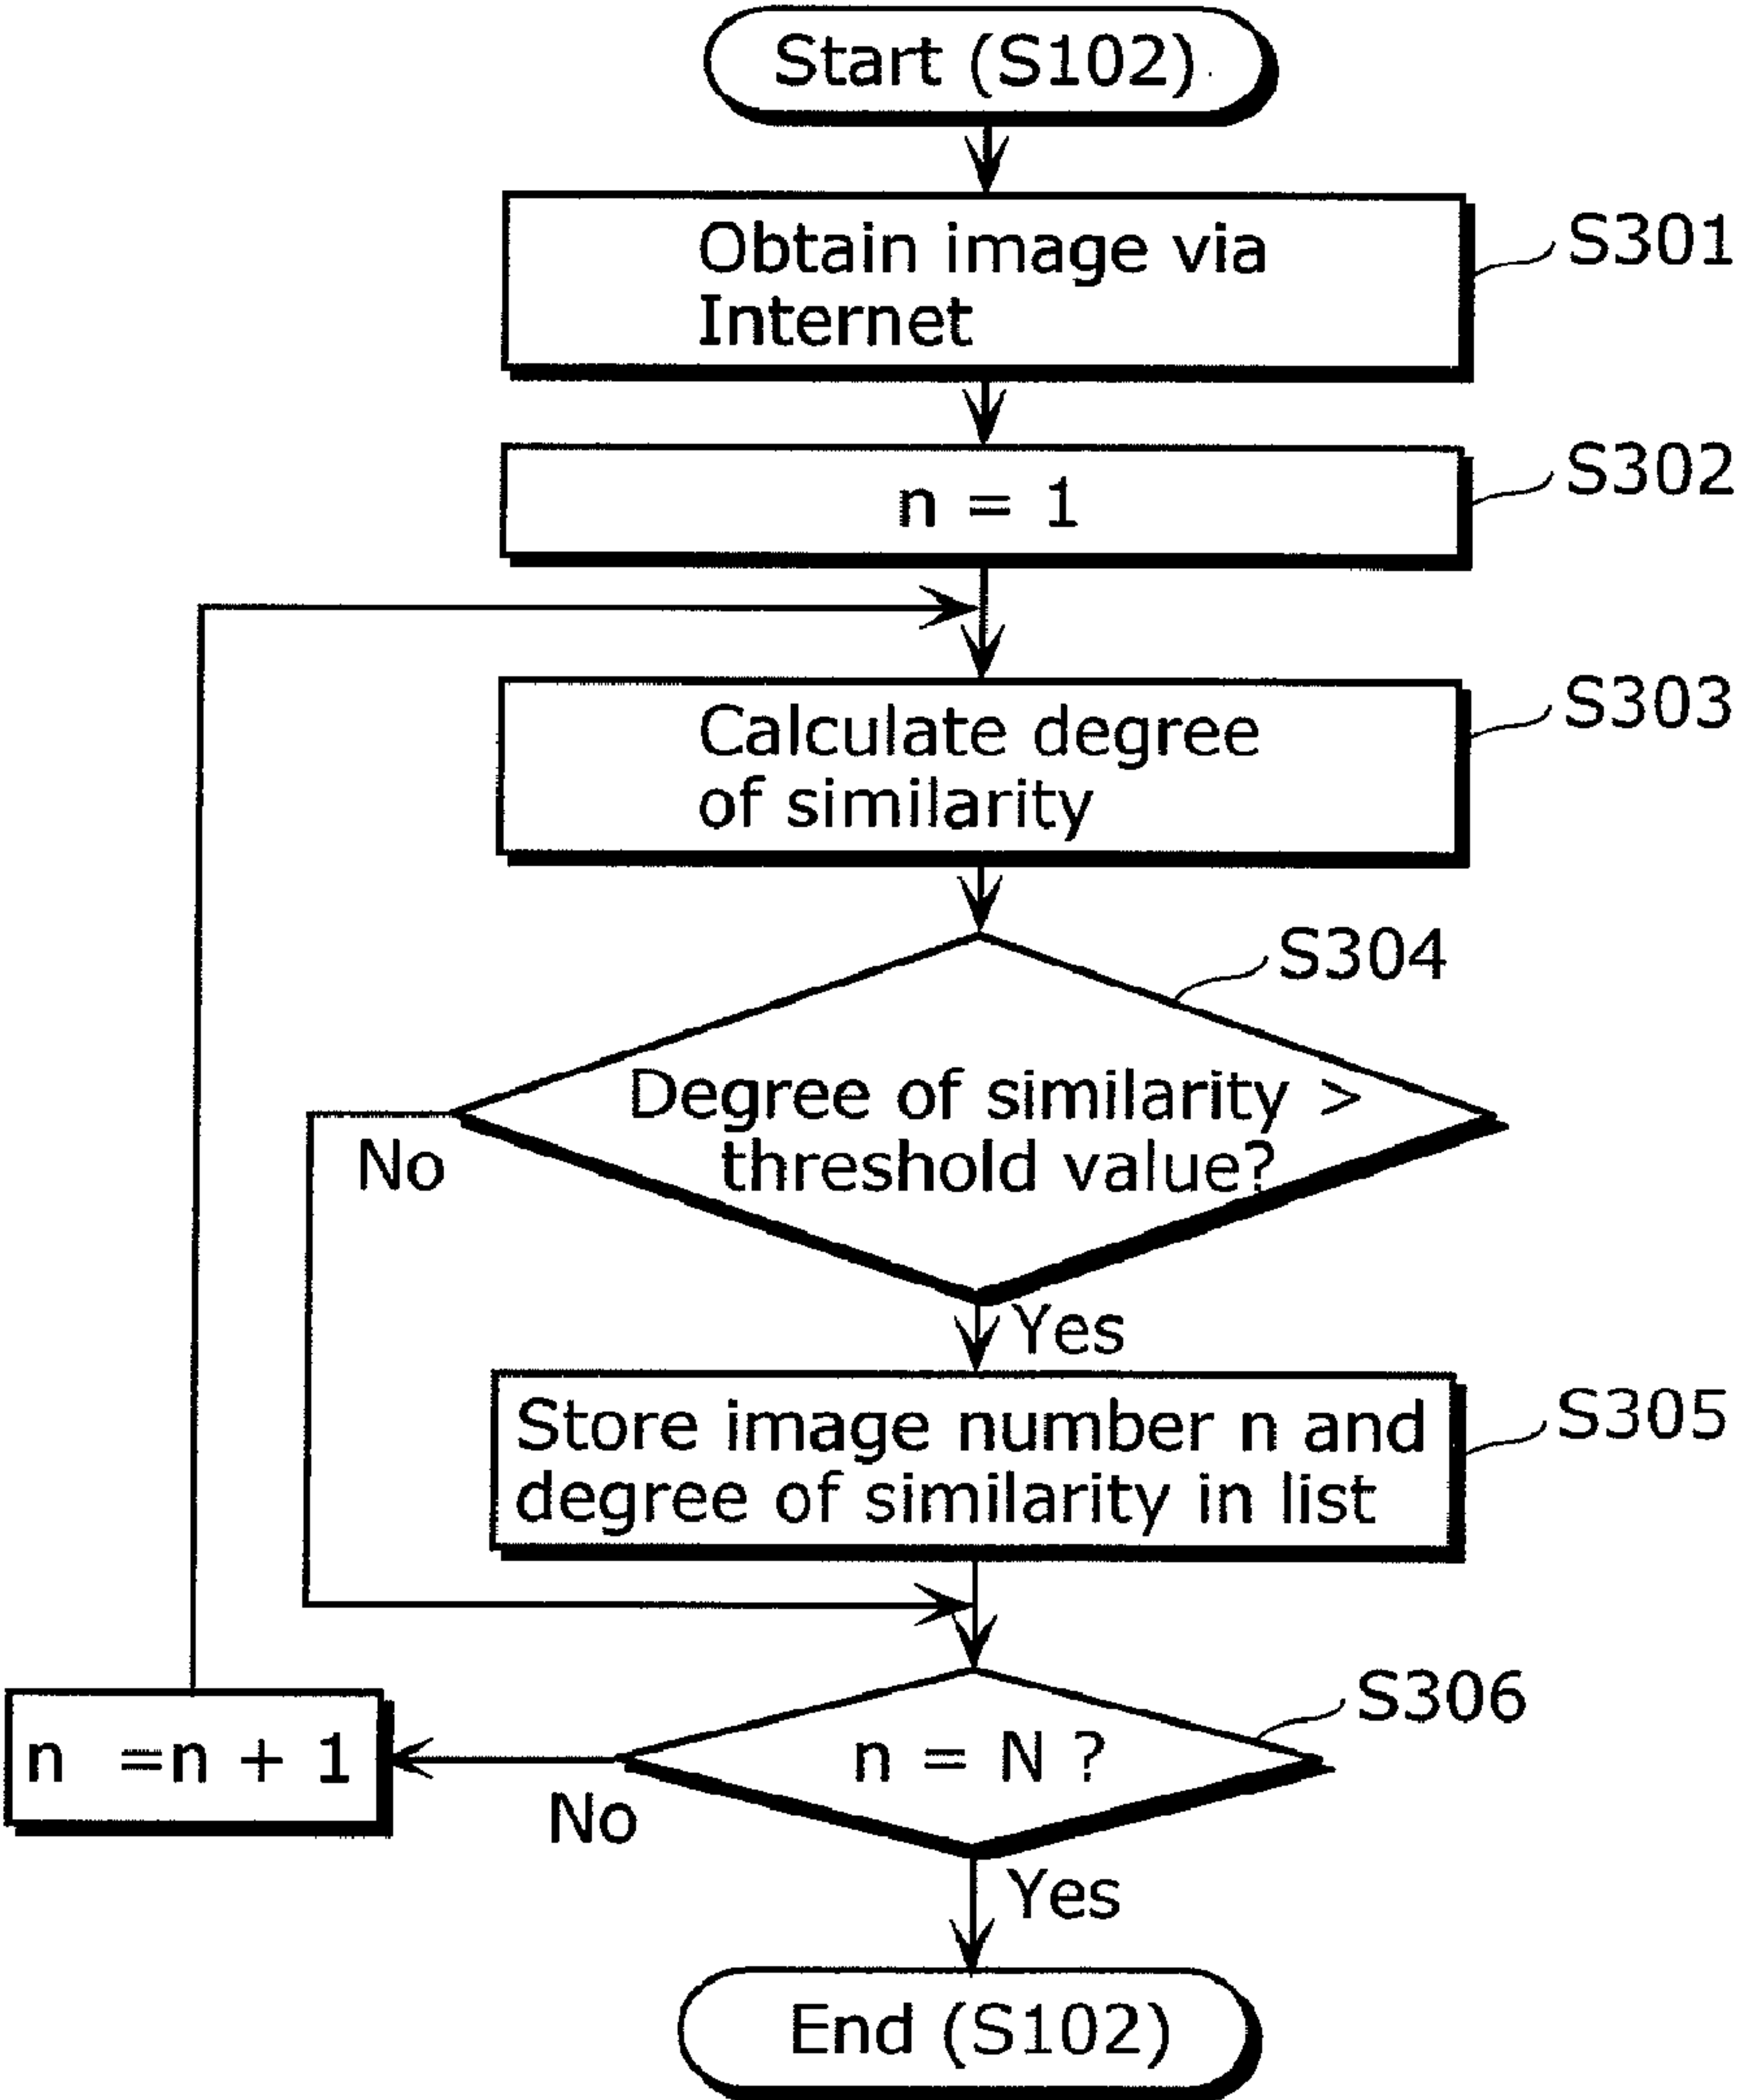 Start (S102)
Obtain image via
Internet
S301
n = 1
S302
Calculate degree
of similarity
S303
S304
Degree of similarity >
threshold value?
No
Yes
Store image number n and
degree of similarity in list
S305
S306
n = N ?
n =n + 1
No
Yes
End (S102)